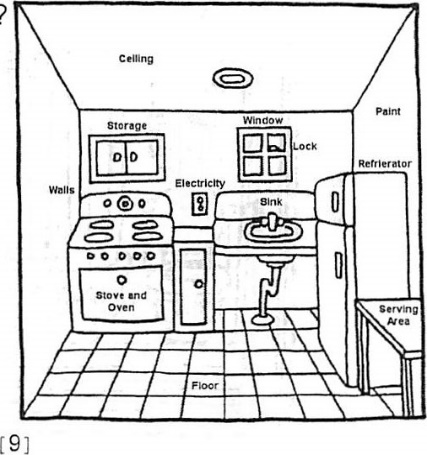 ?
Ceiling
Paint
Storage
Window
Lock
Refrierator
Walls
Electricity
Sink
Stove and
Oven
Serving
Area
Floor
[9]